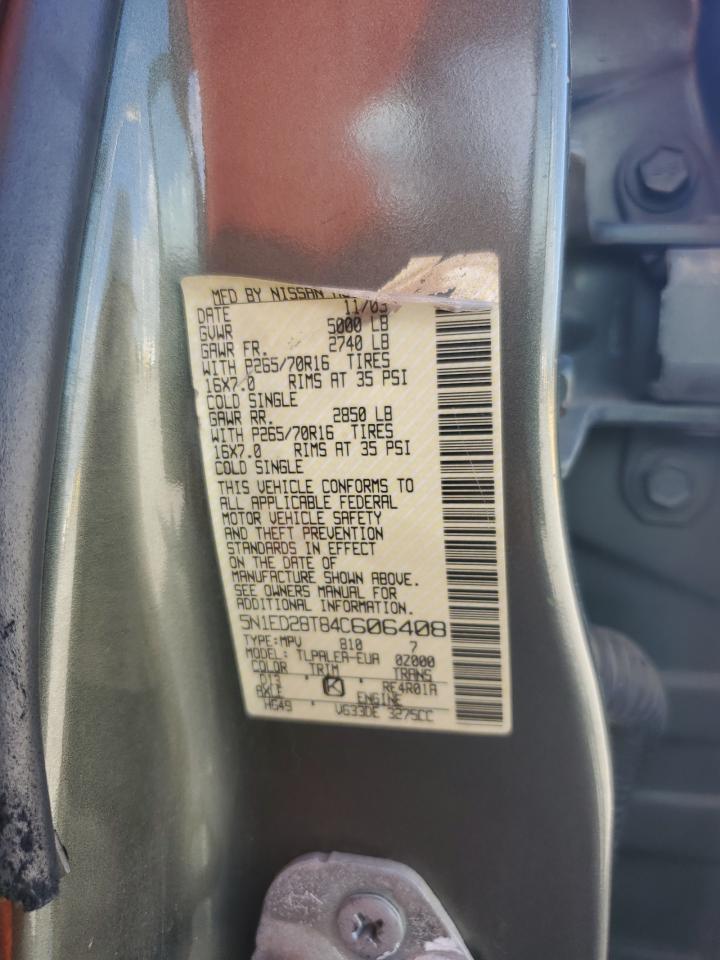 MFD BY NISSAN
DATE 11/03
GVWR 5000 LB
GAWR FR. 2740 LB
WITH P265/70R16 TIRES
16X7.0 RIMS AT 35 PSI
COLD SINGLE
GAWR RR. 2850 LB
WITH P265/70R16 TIRES
16X7.0 RIMS AT 35 PSI
COLD SINGLE
THIS VEHICLE CONFORMS TO
ALL APPLICABLE FEDERAL
MOTOR VEHICLE SAFETY
AND THEFT PREVENTION
STANDARDS IN EFFECT
ON THE DATE OF
MANUFACTURE SHOWN ABOVE.
SEE OWNERS MANUAL FOR
ADDITIONAL INFORMATION.
5N1ED28T84C606408
TYPE:MPV 810 7
MODEL: TLPALEA-EUA 02000
COLOR TRIM TRANS
D13 K RE4R01A
AXLE ENGINE
HG49 VG33DE 3275CC